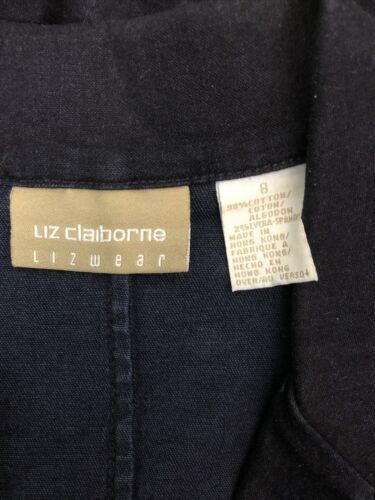 LIZ claiborne
LIZwear
8
98%COTTON/
COTON/
ALGODON
2%LYCRA-SPANDEX
MADE IN
HONG KONG/
FABRIQUE A
HONG KONG/
HECHO EN
HONG KONG
OVER/AU VERSO